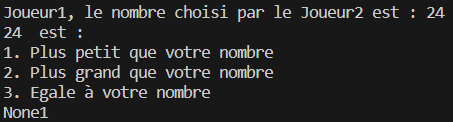 Joueur1, le nombre choisi par le Joueur2 est : 24
24  est :
1. Plus petit que votre nombre
2. Plus grand que votre nombre
3. Egale à votre nombre
None1